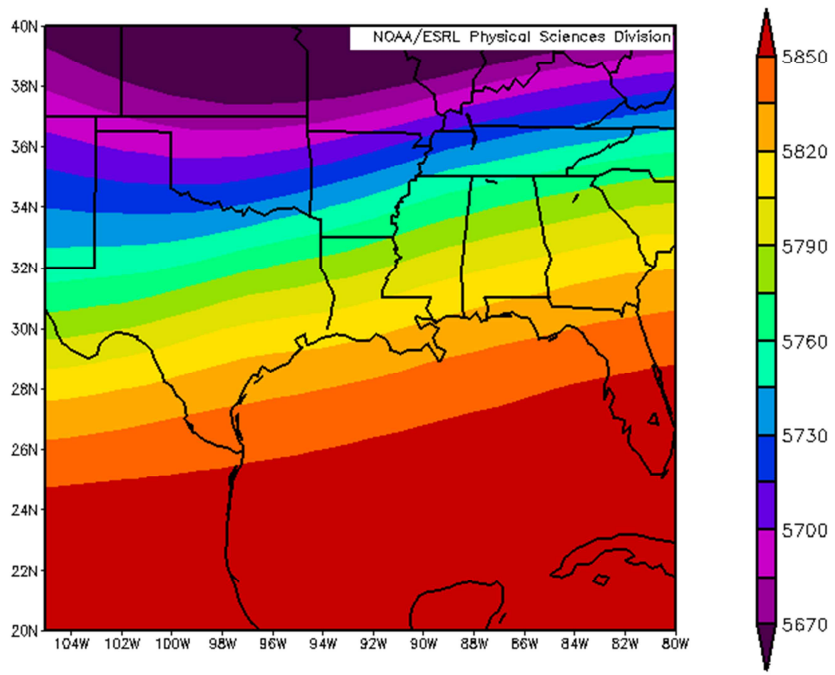 NOAA/ESRL Physical Sciences Division
40N
38N
36N
34N
32N
30N
28N
26N
24N
22N
20N
104W 102W 100W 98W 96W 94W 92W 90W 88W 86W 84W 82W 80W
5850
5820
5790
5760
5730
5700
5670